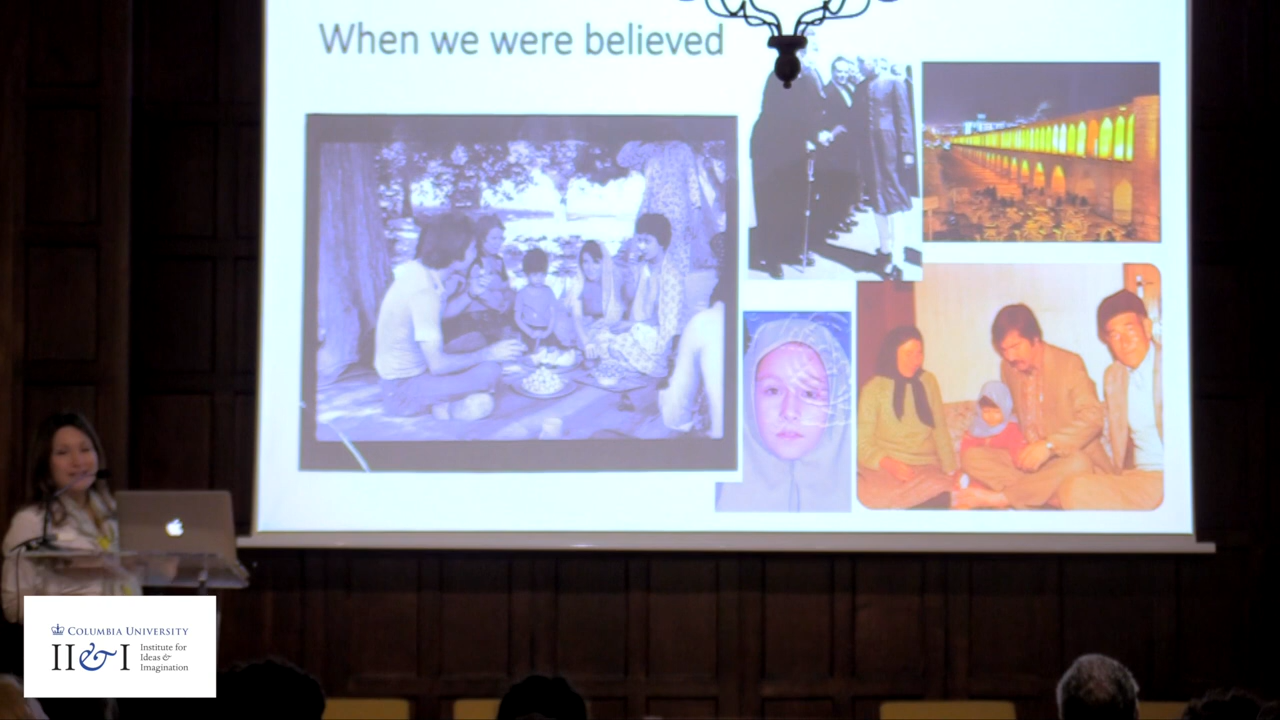 When we were believed
COLUMBIA UNIVERSITY
II&I
Institute for
Ideas &
Imagination